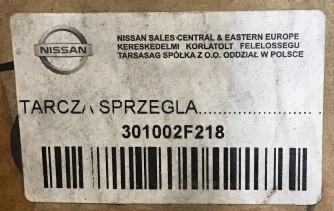 NISSAN
NISSAN SALES CENTRAL & EASTERN EUROPE
KERESKEDELMI KORLATOLT FELELOSSEGU
TARSASAG SPÓŁKA Z O.O. ODDZIAŁ W POLSCE
TARCZA SPRZEGLA....................
301002F218